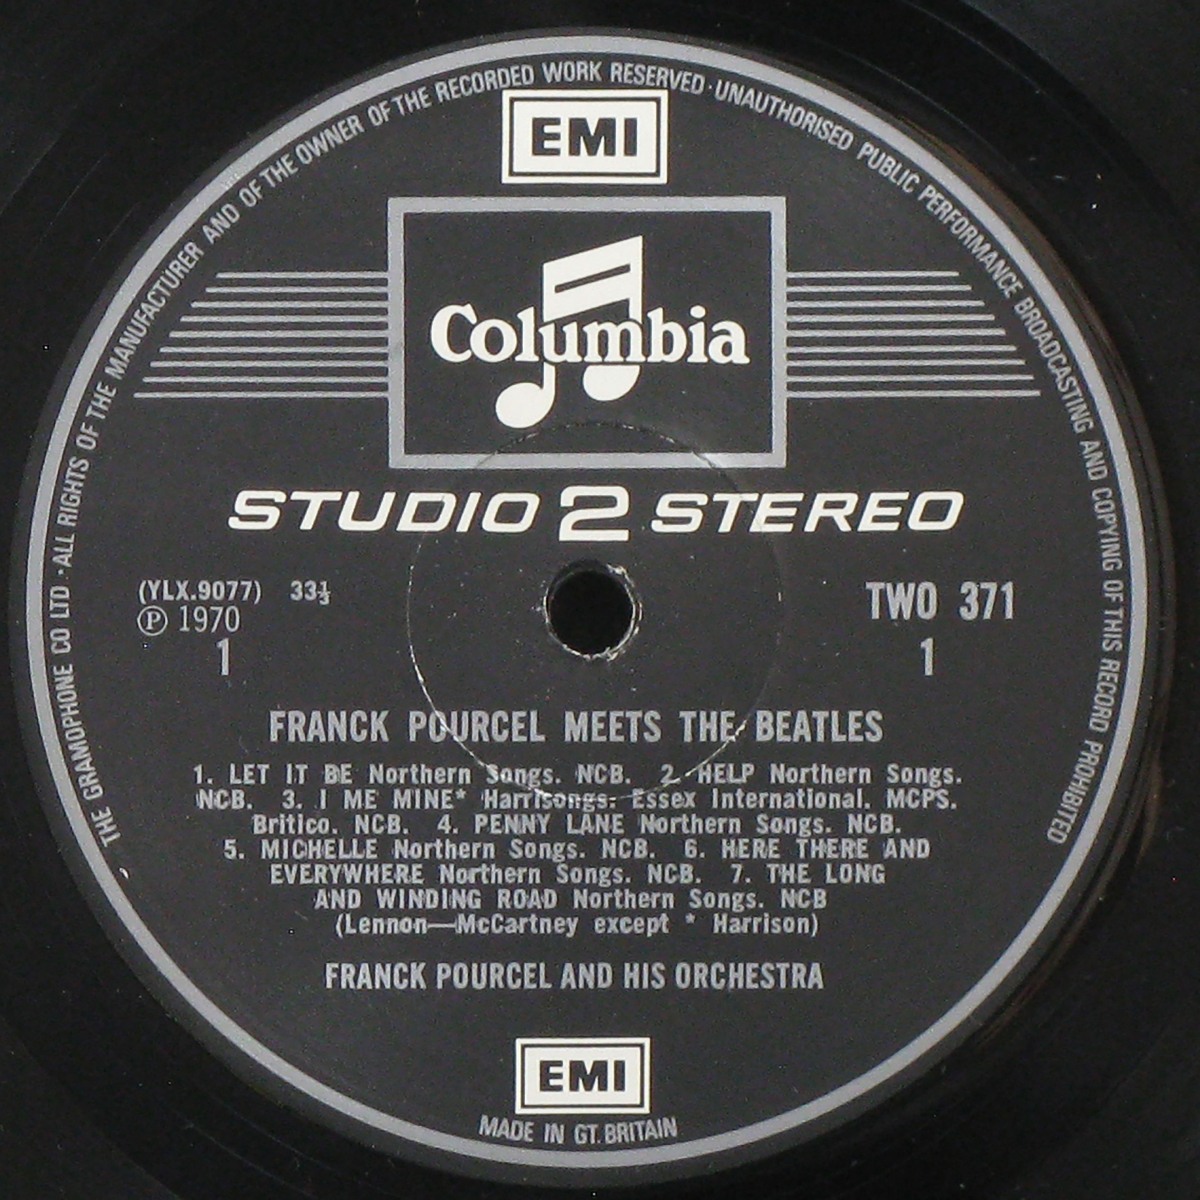 THE GRAMOPHONE CO LTD · ALL RIGHTS OF THE MANUFACTURER AND OF THE OWNER OF THE RECORDED WORK RESERVED · UNAUTHORISED PUBLIC PERFORMANCE BROADCASTING AND COPYING OF THIS RECORD PROHIBITED
EMI
Columbia
STUDIO 2 STEREO
(YLX.9077) 33⅓ TWO 371
℗ 1970
1 1
FRANCK POURCEL MEETS THE BEATLES
1. LET IT BE Northern Songs. NCB. 2. HELP Northern Songs.
NCB. 3. I ME MINE* Harrisongs. Essex International. MCPS.
Britico. NCB. 4. PENNY LANE Northern Songs. NCB.
5. MICHELLE Northern Songs. NCB. 6. HERE THERE AND
EVERYWHERE Northern Songs. NCB. 7. THE LONG
AND WINDING ROAD Northern Songs. NCB
(Lennon—McCartney except * Harrison)
FRANCK POURCEL AND HIS ORCHESTRA
EMI
MADE IN GT. BRITAIN